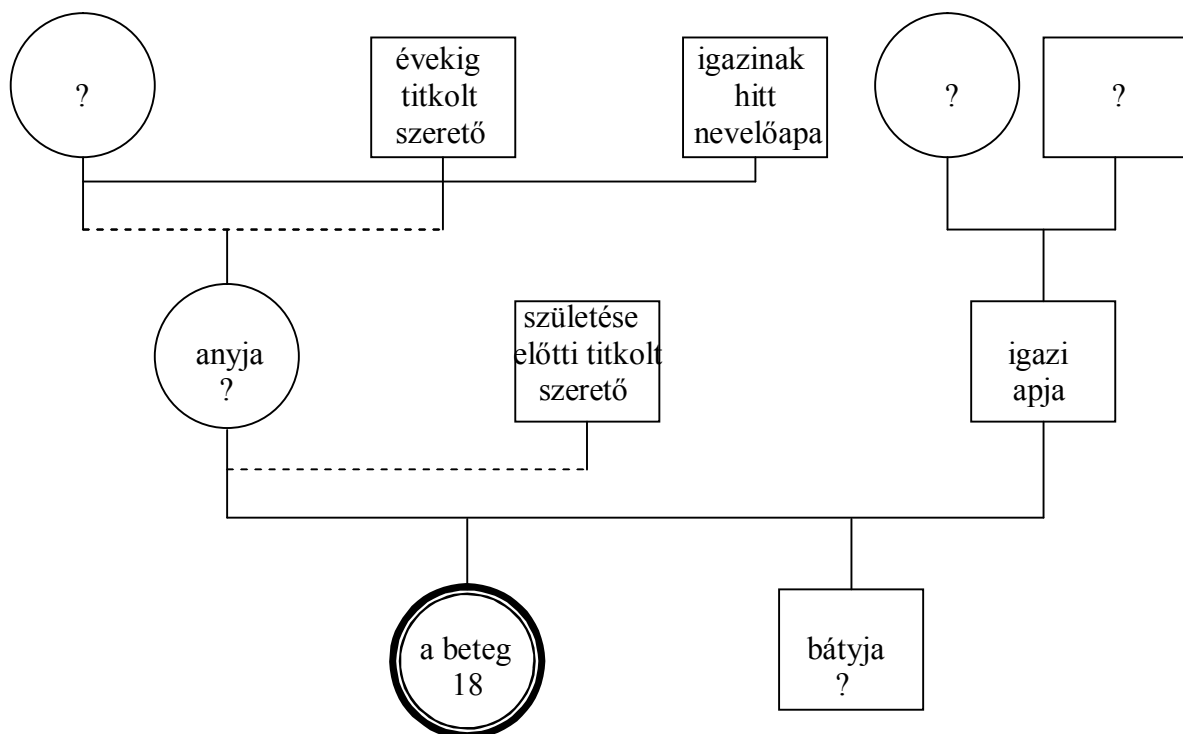 ?
évekig
titkolt
szerető
igazinak
hitt
nevelőapa
?
?
anyja
?
születése
előtti titkolt
szerető
igazi
apja
a beteg
18
bátyja
?